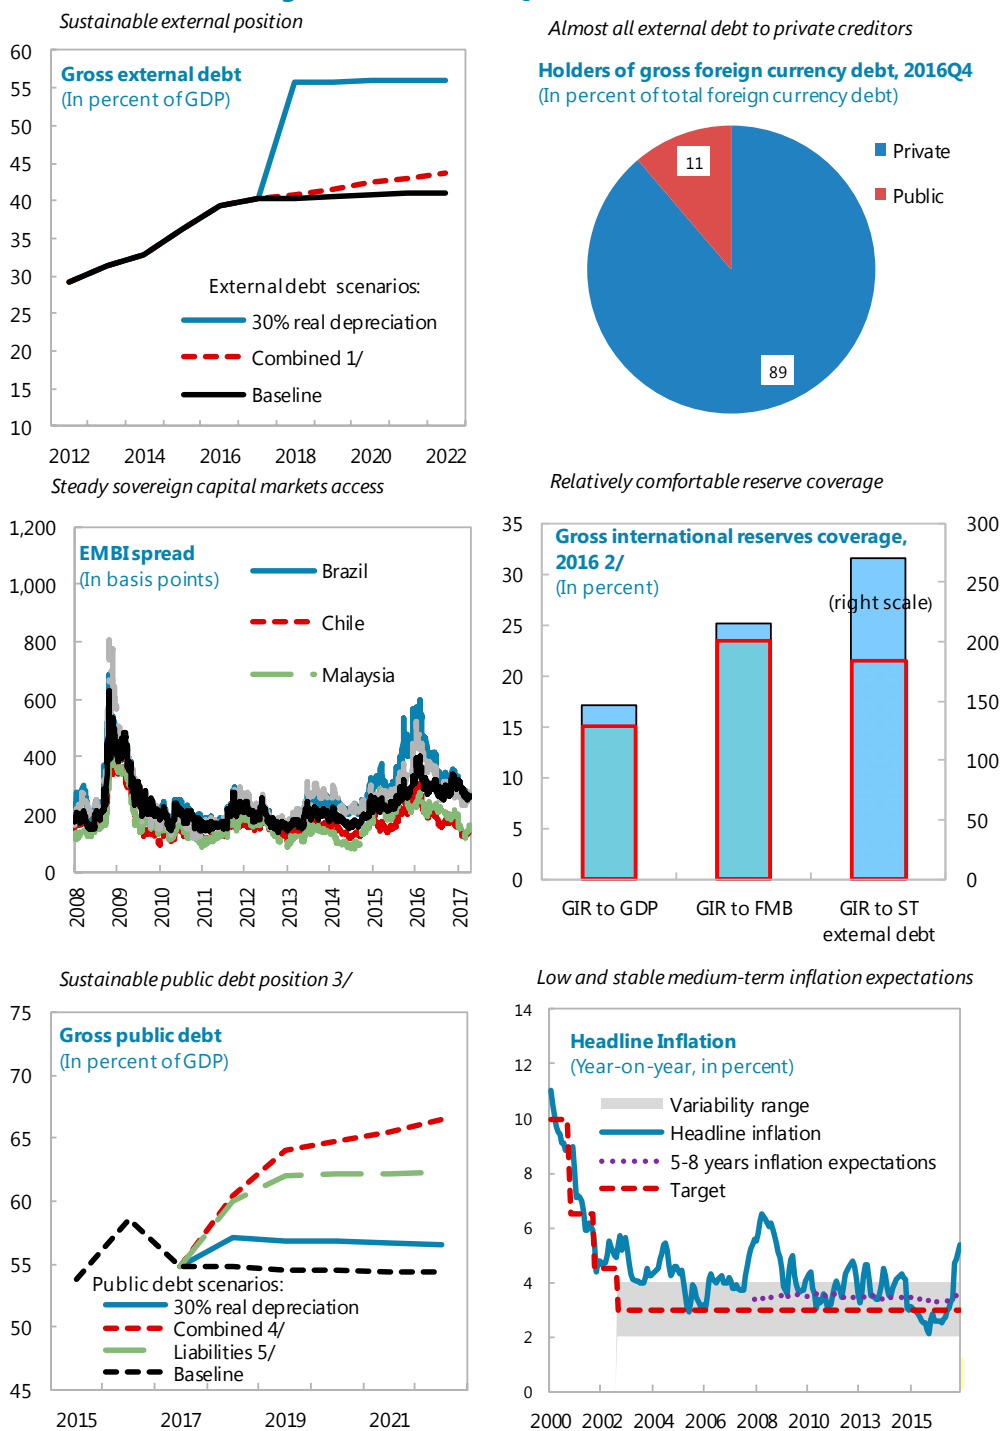 Sustainable external position
Gross external debt
(In percent of GDP)
60
55
50
45
40
35
30
25
20
15
10
External debt scenarios:
30% real depreciation
Combined 1/
Baseline
2012 2014 2016 2018 2020 2022
Almost all external debt to private creditors
Holders of gross foreign currency debt, 2016Q4
(In percent of total foreign currency debt)
11
89
Private
Public
Steady sovereign capital markets access
EMBI spread
(In basis points)
1,200
1,000
800
600
400
200
0
Brazil
Chile
Malaysia
2008 2009 2010 2011 2012 2013 2014 2015 2016 2017
Relatively comfortable reserve coverage
Gross international reserves coverage,
2016 2/
(In percent)
35
30
25
20
15
10
5
0
300
250
200
150
100
50
0
(right scale)
GIR to GDP GIR to FMB GIR to ST
external debt
Sustainable public debt position 3/
Gross public debt
(In percent of GDP)
75
70
65
60
55
50
45
Public debt scenarios:
30% real depreciation
Combined 4/
Liabilities 5/
Baseline
2015 2017 2019 2021
Low and stable medium-term inflation expectations
Headline Inflation
(Year-on-year, in percent)
14
12
10
8
6
4
2
0
Variability range
Headline inflation
5-8 years inflation expectations
Target
2000 2002 2004 2006 2008 2010 2013 2015